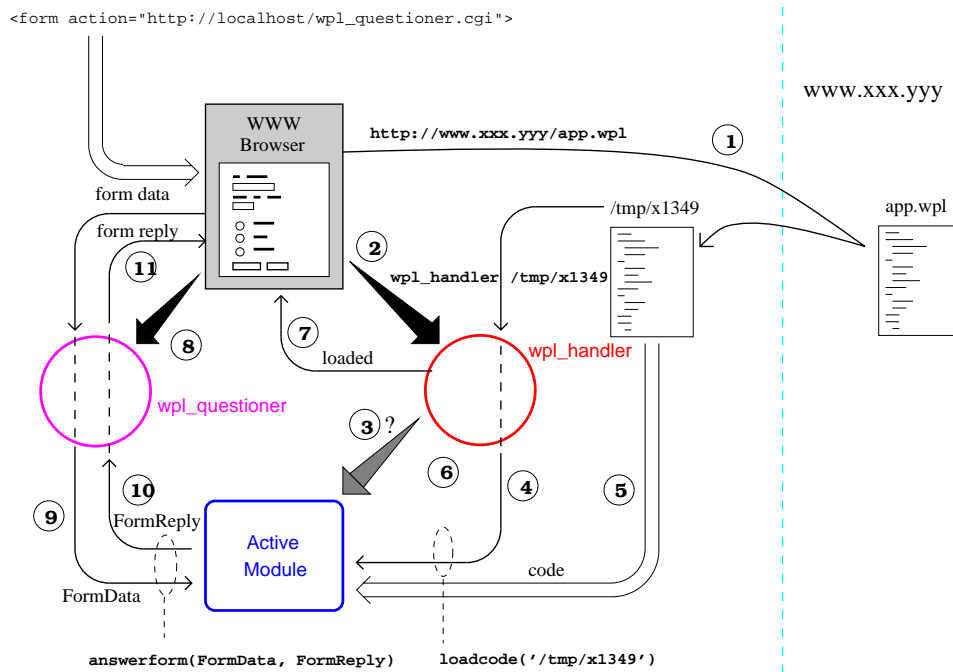 <form action="http://localhost/wpl_questioner.cgi">
www.xxx.yyy
WWW
Browser
http://www.xxx.yyy/app.wpl
1
form data
/tmp/x1349
app.wpl
form reply
2
11
wpl_handler /tmp/x1349
7
8
loaded
wpl_handler
wpl_questioner
3 ?
6
4
5
10
9
FormReply
Active
Module
code
FormData
answerform(FormData, FormReply)
loadcode('/tmp/x1349')